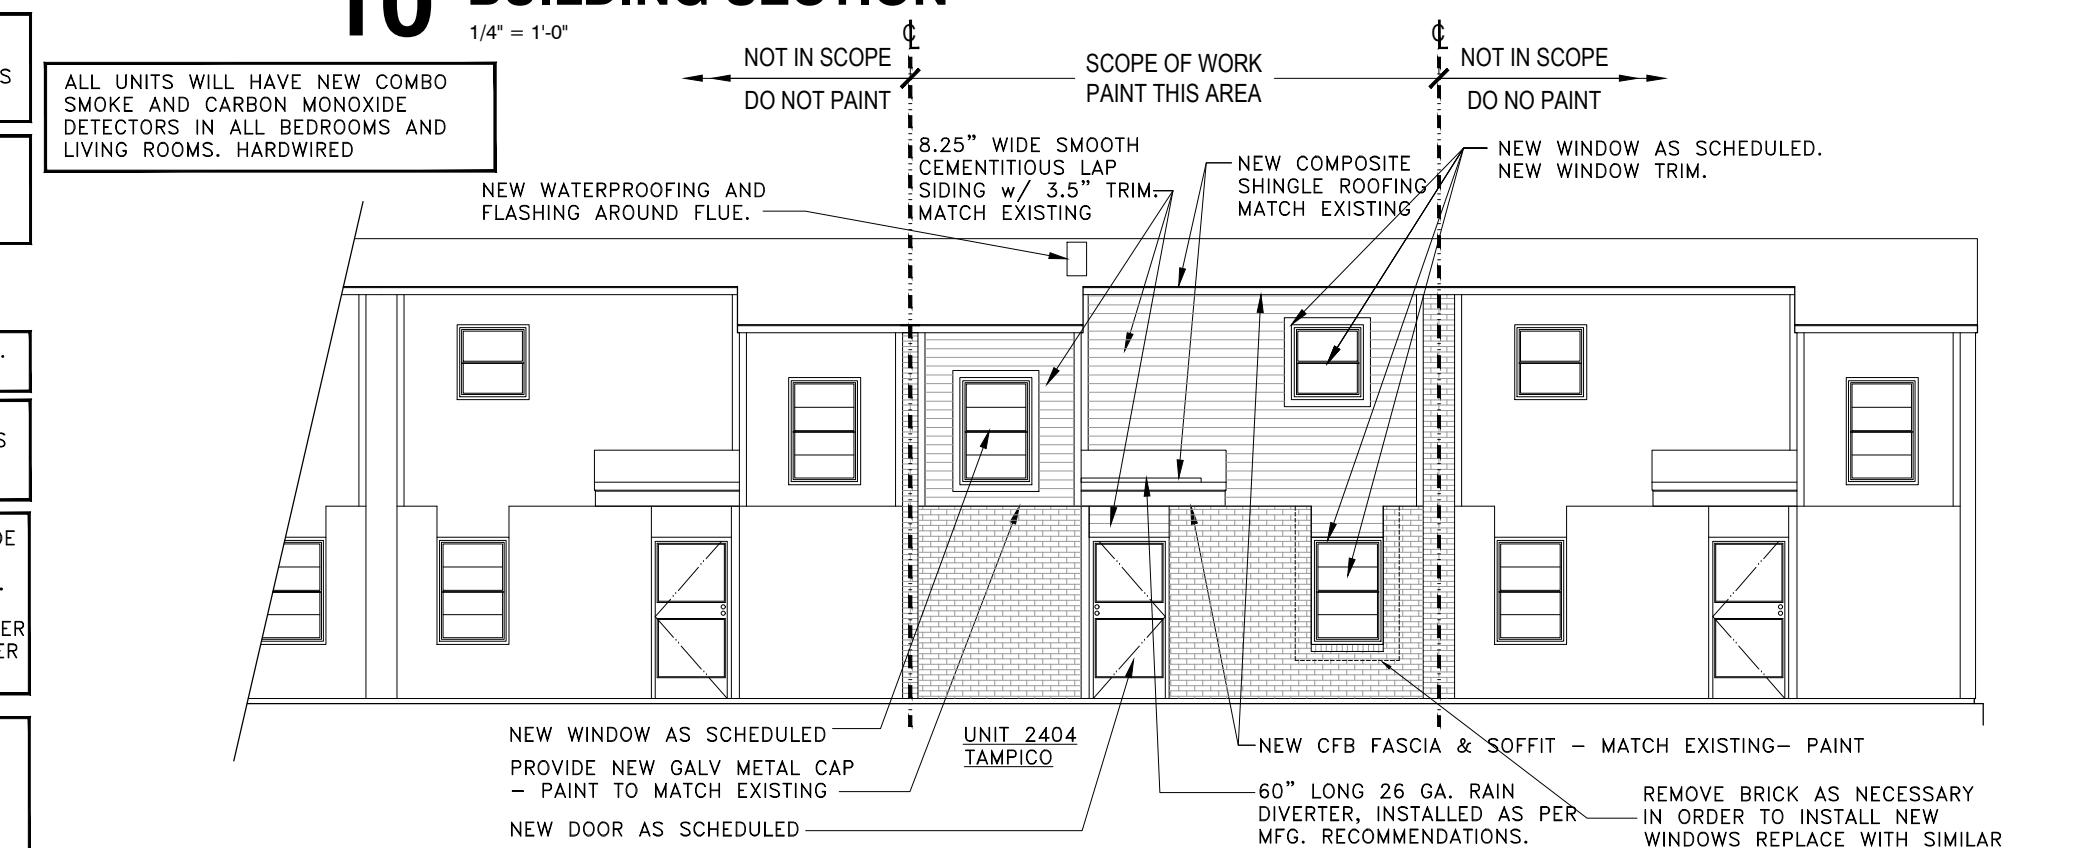 10 BUILDING SECTION
1/4" = 1'-0"
ALL UNITS WILL HAVE NEW COMBO
SMOKE AND CARBON MONOXIDE
DETECTORS IN ALL BEDROOMS AND
LIVING ROOMS. HARDWIRED
NOT IN SCOPE
DO NOT PAINT
SCOPE OF WORK
PAINT THIS AREA
NOT IN SCOPE
DO NO PAINT
NEW WATERPROOFING AND
FLASHING AROUND FLUE.
8.25” WIDE SMOOTH
CEMENTITIOUS LAP
SIDING w/ 3.5” TRIM.
MATCH EXISTING
NEW COMPOSITE
SHINGLE ROOFING
MATCH EXISTING
NEW WINDOW AS SCHEDULED.
NEW WINDOW TRIM.
NEW WINDOW AS SCHEDULED
PROVIDE NEW GALV METAL CAP
– PAINT TO MATCH EXISTING
NEW DOOR AS SCHEDULED
UNIT 2404
TAMPICO
NEW CFB FASCIA & SOFFIT – MATCH EXISTING– PAINT
60” LONG 26 GA. RAIN
DIVERTER, INSTALLED AS PER
MFG. RECOMMENDATIONS.
REMOVE BRICK AS NECESSARY
IN ORDER TO INSTALL NEW
WINDOWS REPLACE WITH SIMILAR